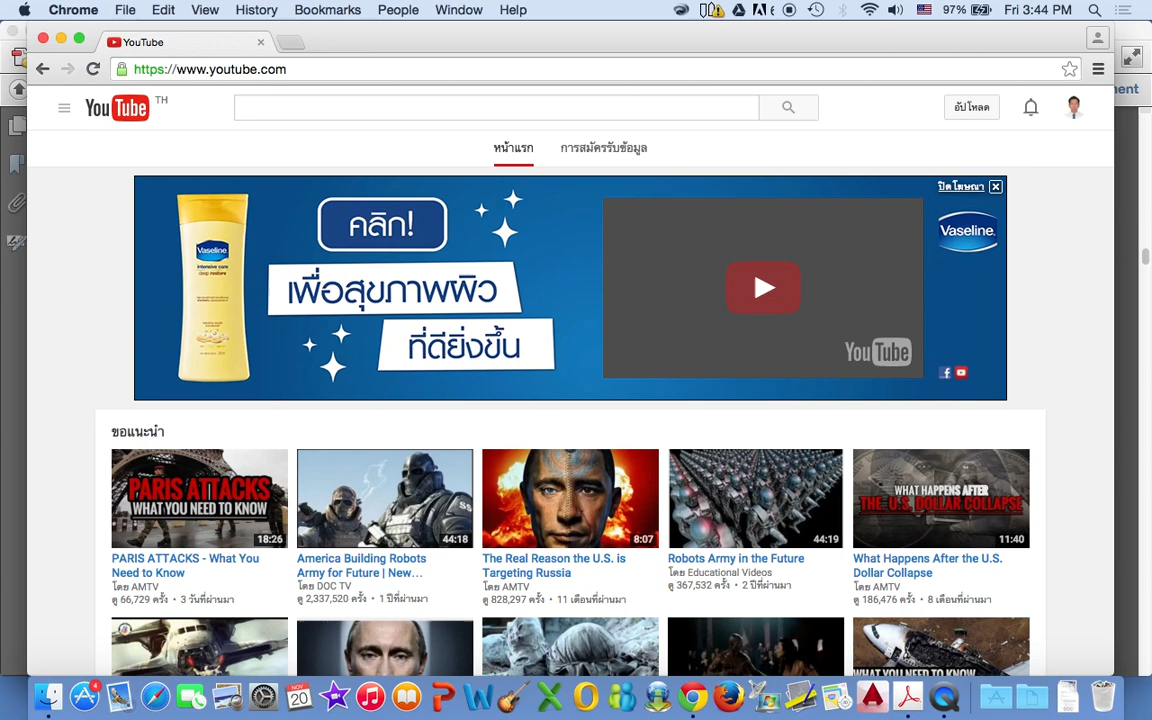 Chrome File Edit View History Bookmarks People Window Help 97% Fri 3:44 PM
YouTube
https://www.youtube.com
YouTube TH
อัปโหลด
หน้าแรก การสมัครรับข้อมูล
ปิดโฆษณา
คลิก!
เพื่อสุขภาพผิว
ที่ดียิ่งขึ้น
Vaseline
intensive care
deep restore
YouTube
Vaseline.
ขอแนะนำ
PARIS ATTACKS
WHAT YOU NEED TO KNOW
18:26
44:18
8:07
44:19
WHAT HAPPENS AFTER
THE U.S. DOLLAR COLLAPSE
11:40
PARIS ATTACKS - What You
Need to Know
โดย AMTV
ดู 66,729 ครั้ง • 3 วันที่ผ่านมา
America Building Robots
Army for Future | New...
โดย DOC TV
ดู 2,337,520 ครั้ง • 1 ปีที่ผ่านมา
The Real Reason the U.S. is
Targeting Russia
โดย AMTV
ดู 828,297 ครั้ง • 11 เดือนที่ผ่านมา
Robots Army in the Future
โดย Educational Videos
ดู 367,532 ครั้ง • 2 ปีที่ผ่านมา
What Happens After the U.S.
Dollar Collapse
โดย AMTV
ดู 186,476 ครั้ง • 8 เดือนที่ผ่านมา
WHAT YOU NEED TO KNOW
4
NOV
20